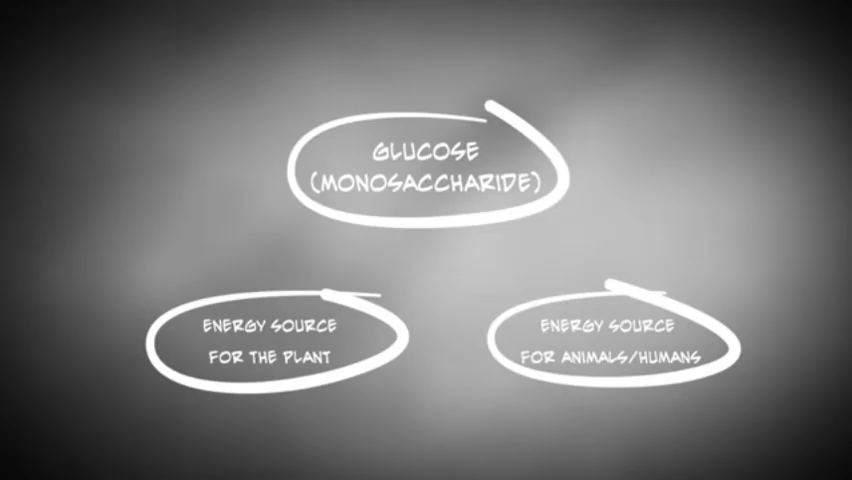 GLUCOSE
(MONOSACCHARIDE)
ENERGY SOURCE
FOR THE PLANT
ENERGY SOURCE
FOR ANIMALS/HUMANS